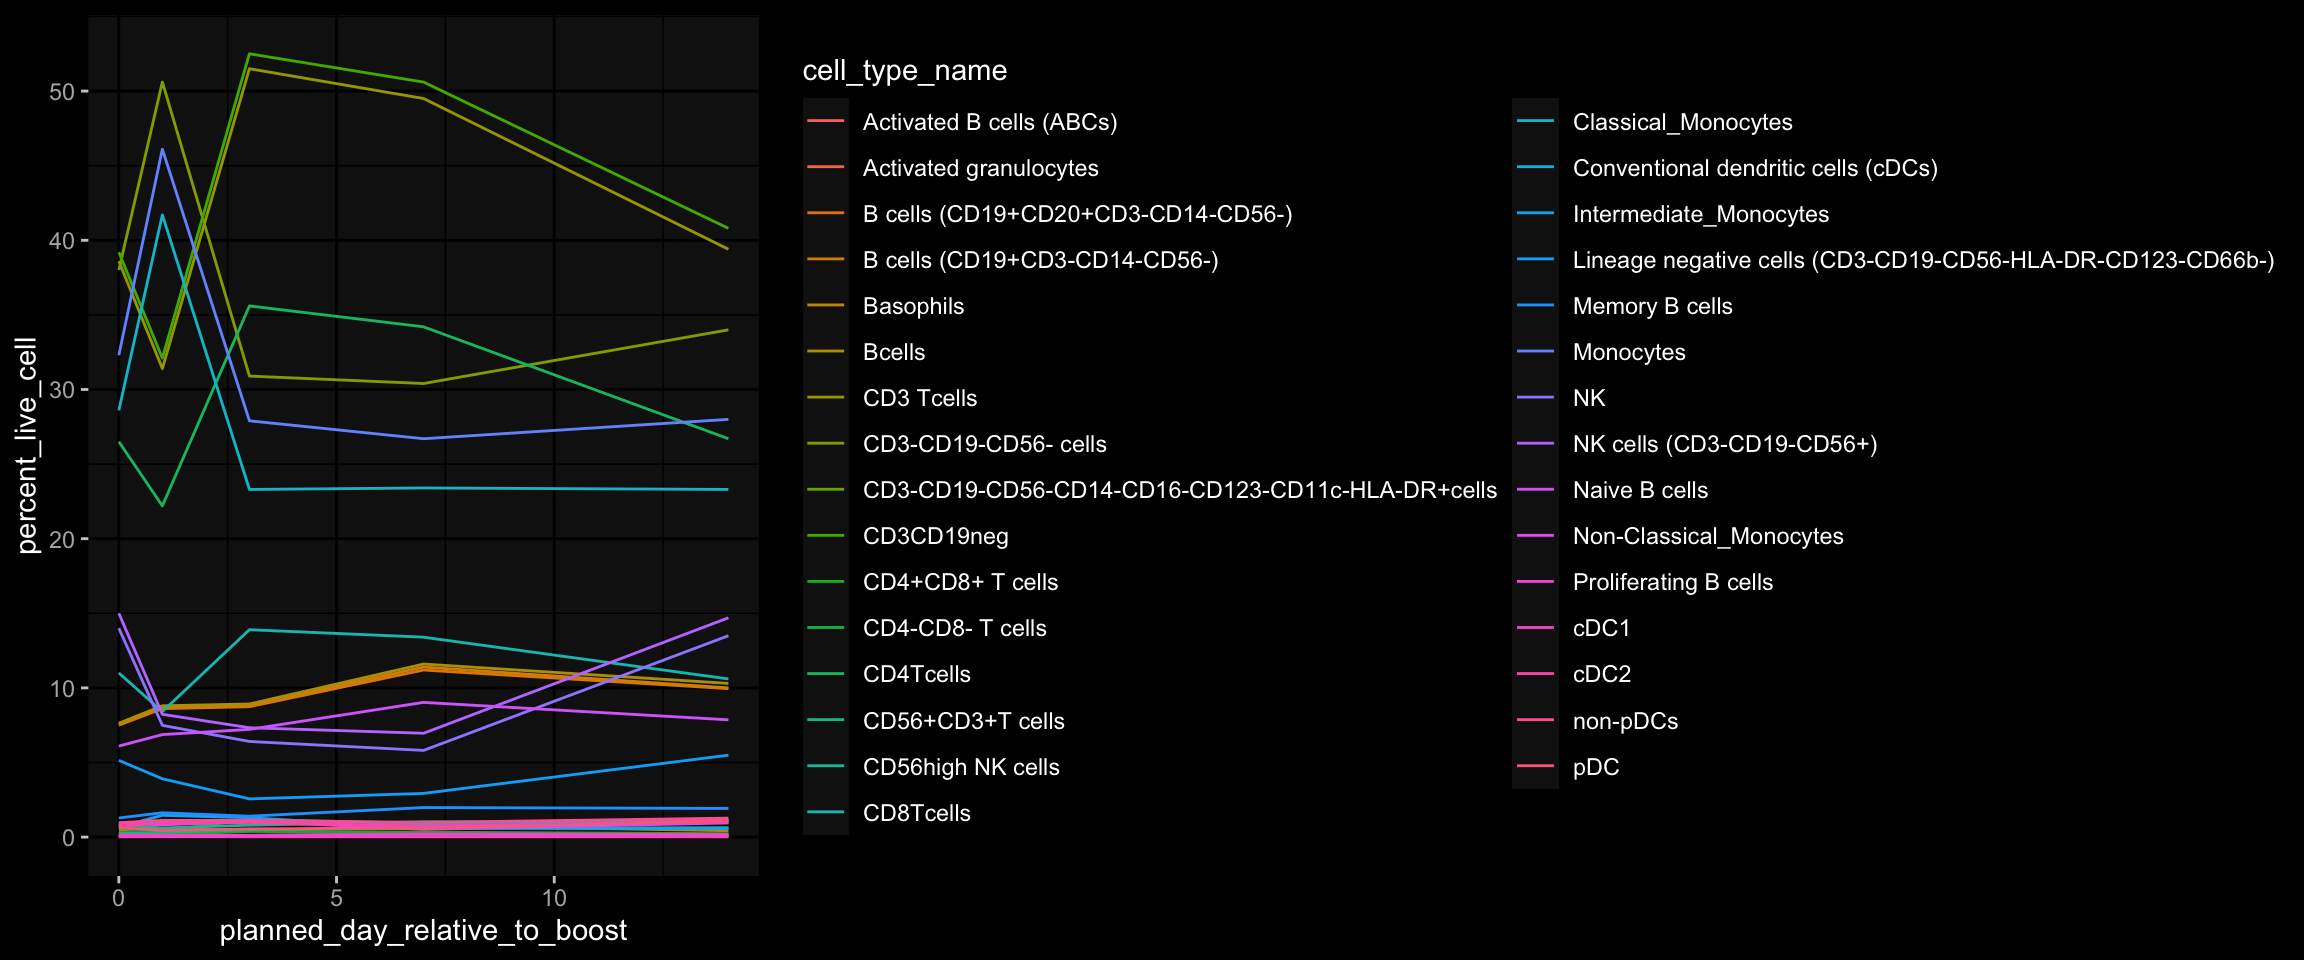 percent_live_cell
50
40
30
20
10
0
0 5 10
planned_day_relative_to_boost
cell_type_name
Activated B cells (ABCs)
Activated granulocytes
B cells (CD19+CD20+CD3-CD14-CD56-)
B cells (CD19+CD3-CD14-CD56-)
Basophils
Bcells
CD3 Tcells
CD3-CD19-CD56- cells
CD3-CD19-CD56-CD14-CD16-CD123-CD11c-HLA-DR+cells
CD3CD19neg
CD4+CD8+ T cells
CD4-CD8- T cells
CD4Tcells
CD56+CD3+T cells
CD56high NK cells
CD8Tcells
Classical_Monocytes
Conventional dendritic cells (cDCs)
Intermediate_Monocytes
Lineage negative cells (CD3-CD19-CD56-HLA-DR-CD123-CD66b-)
Memory B cells
Monocytes
NK
NK cells (CD3-CD19-CD56+)
Naive B cells
Non-Classical_Monocytes
Proliferating B cells
cDC1
cDC2
non-pDCs
pDC